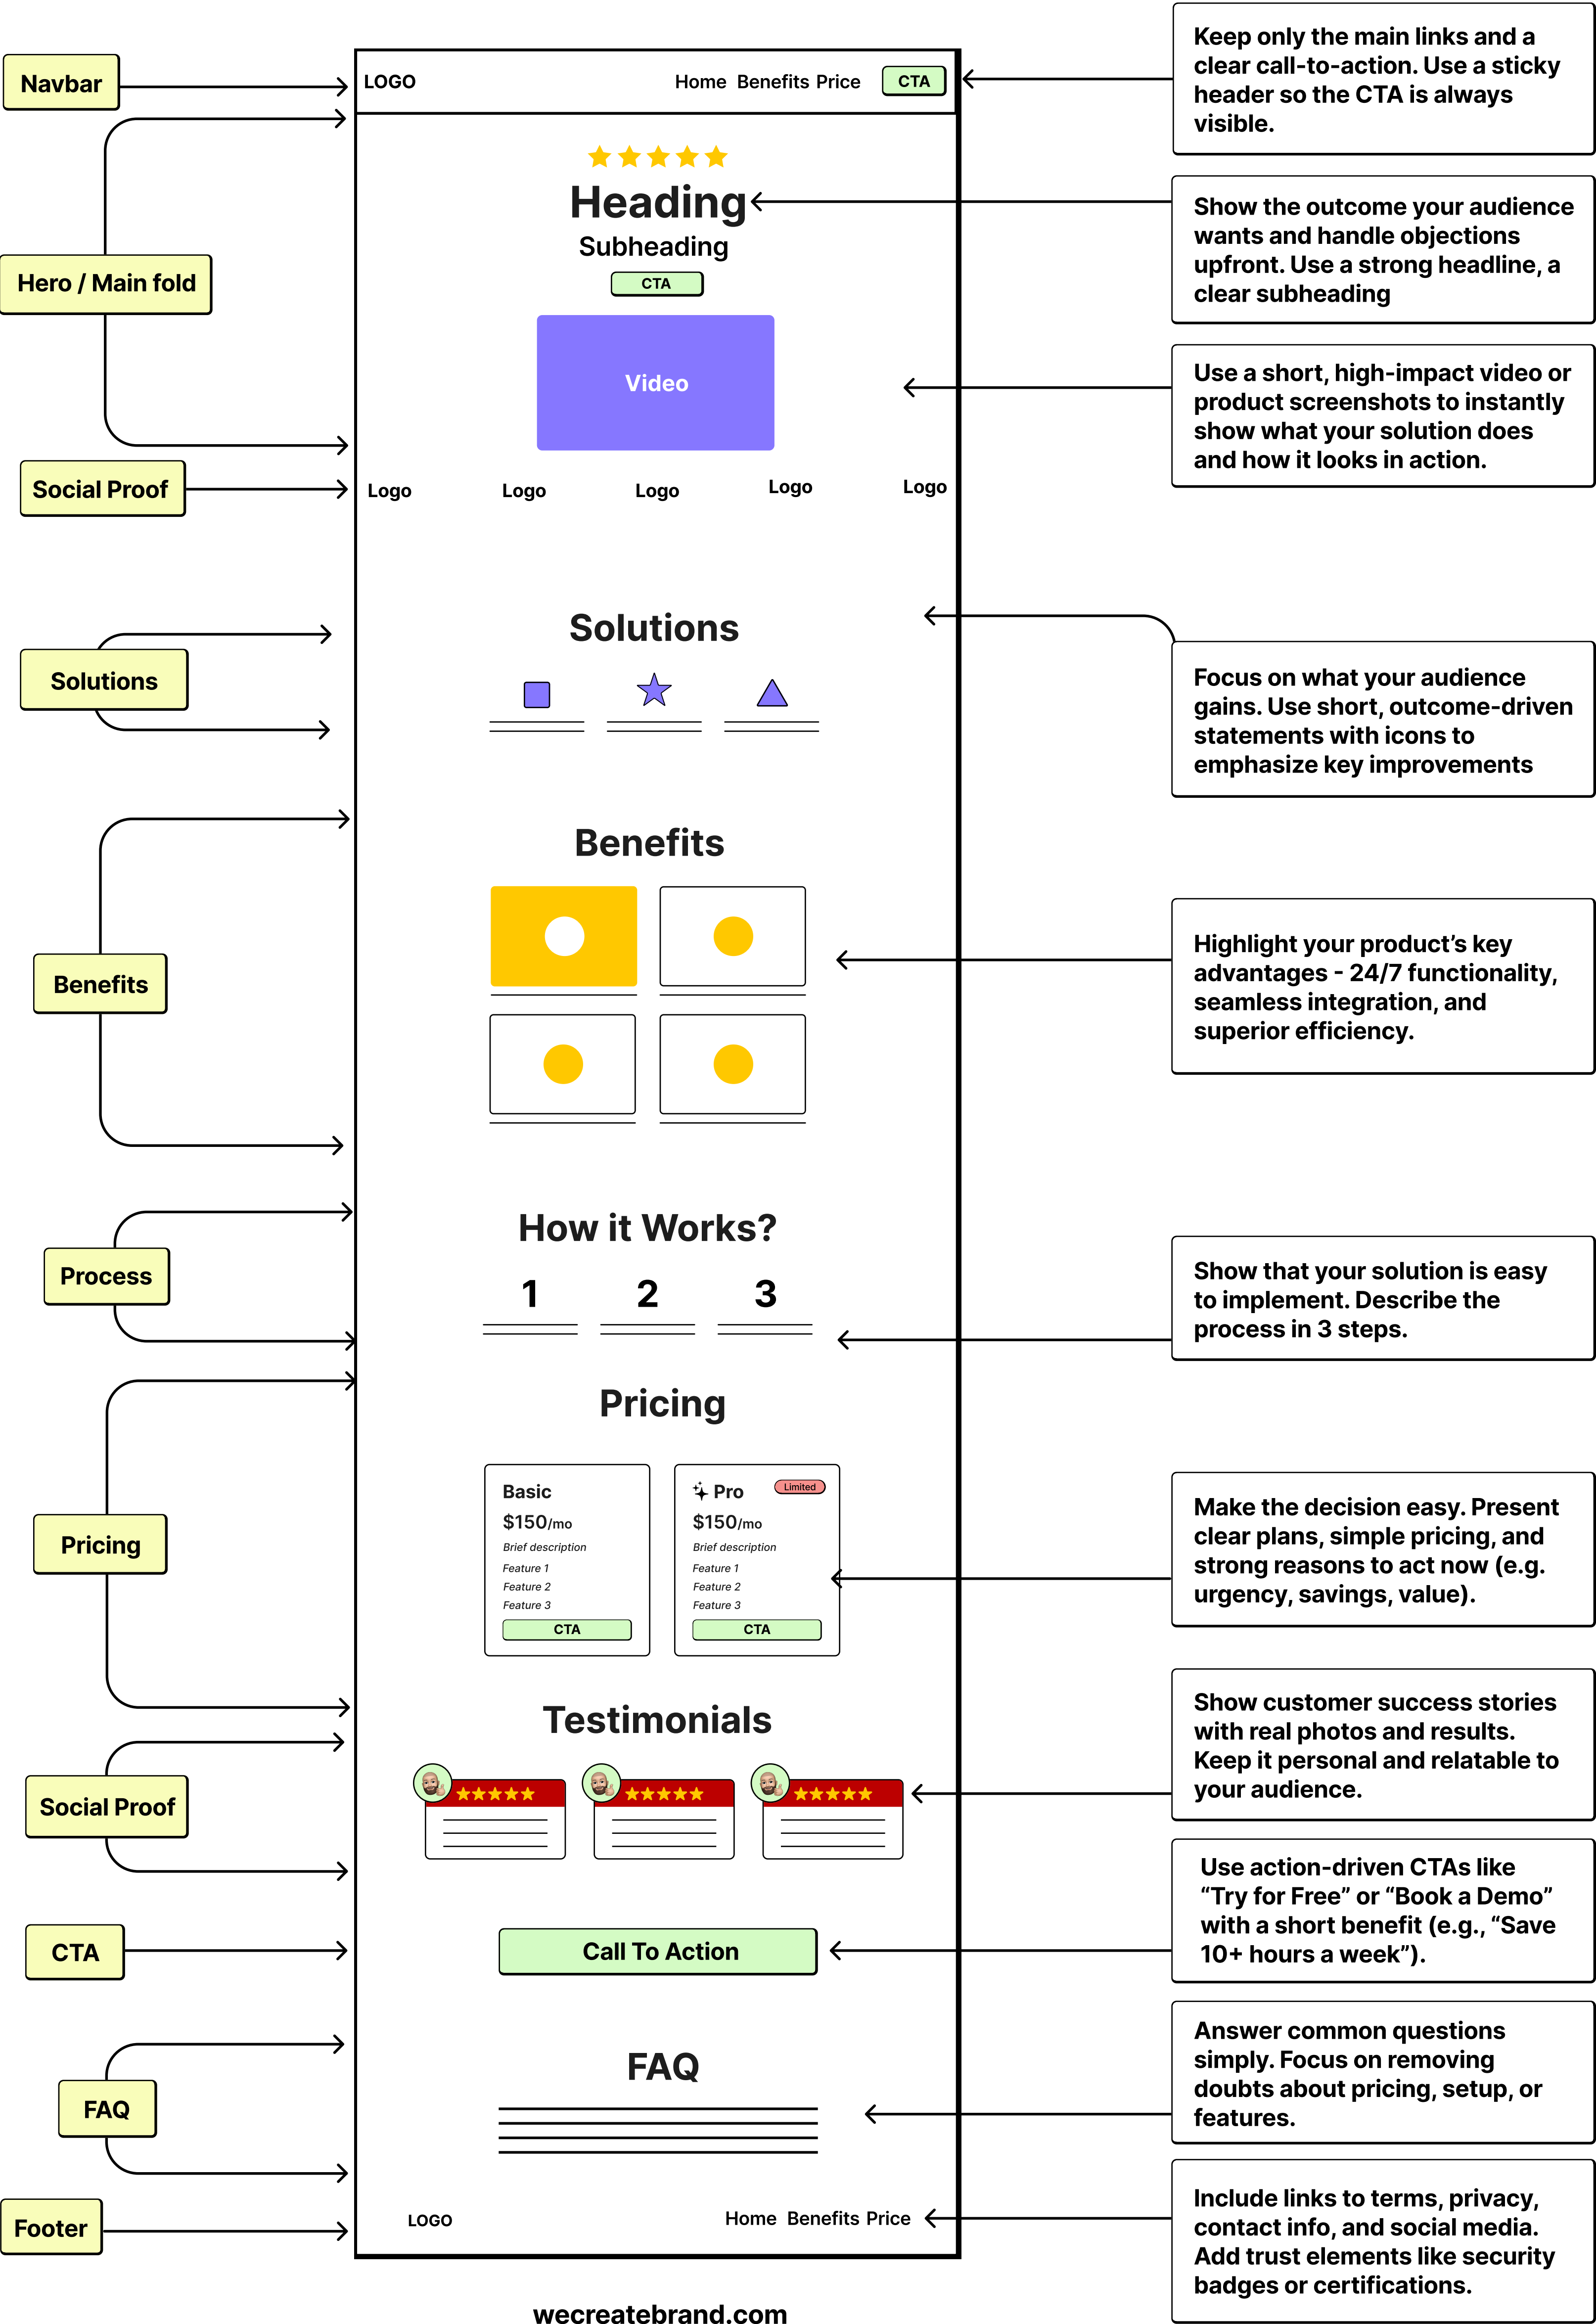 Navbar
LOGO
Home Benefits Price
CTA
Keep only the main links and a
clear call-to-action. Use a sticky
header so the CTA is always
visible.
Hero / Main fold
Heading
Subheading
CTA
Video
Show the outcome your audience
wants and handle objections
upfront. Use a strong headline, a
clear subheading
Use a short, high-impact video or
product screenshots to instantly
show what your solution does
and how it looks in action.
Social Proof
Logo
Logo
Logo
Logo
Logo
Solutions
Solutions
Focus on what your audience
gains. Use short, outcome-driven
statements with icons to
emphasize key improvements
Benefits
Benefits
Highlight your product’s key
advantages - 24/7 functionality,
seamless integration, and
superior efficiency.
Process
How it Works?
1
2
3
Show that your solution is easy
to implement. Describe the
process in 3 steps.
Pricing
Pricing
Basic
$150/mo
Brief description
Feature 1
Feature 2
Feature 3
CTA
Pro
Limited
$150/mo
Brief description
Feature 1
Feature 2
Feature 3
CTA
Make the decision easy. Present
clear plans, simple pricing, and
strong reasons to act now (e.g.
urgency, savings, value).
Social Proof
Testimonials
Show customer success stories
with real photos and results.
Keep it personal and relatable to
your audience.
CTA
Call To Action
Use action-driven CTAs like
“Try for Free” or “Book a Demo”
with a short benefit (e.g., “Save
10+ hours a week”).
FAQ
FAQ
Answer common questions
simply. Focus on removing
doubts about pricing, setup, or
features.
Footer
LOGO
Home Benefits Price
Include links to terms, privacy,
contact info, and social media.
Add trust elements like security
badges or certifications.
wecreatebrand.com